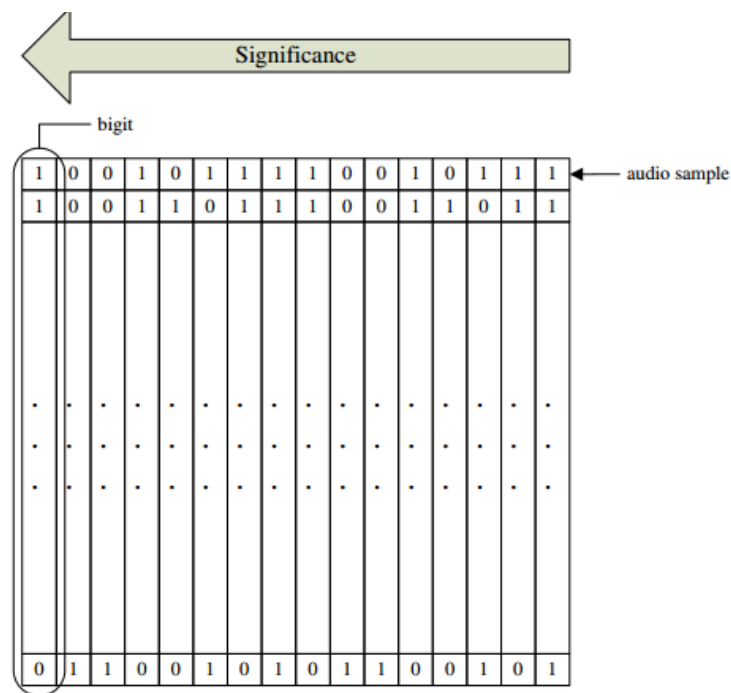 Significance
bigit
1 0 0 1 0 1 1 1 1 0 0 1 0 1 1 1 audio sample
1 0 0 1 1 0 1 1 1 0 0 1 1 0 1 1
. . . . . . . . . . . . . . . .
. . . . . . . . . . . . . . . .
. . . . . . . . . . . . . . . .
0 1 1 0 0 1 0 1 0 1 1 0 0 1 0 1